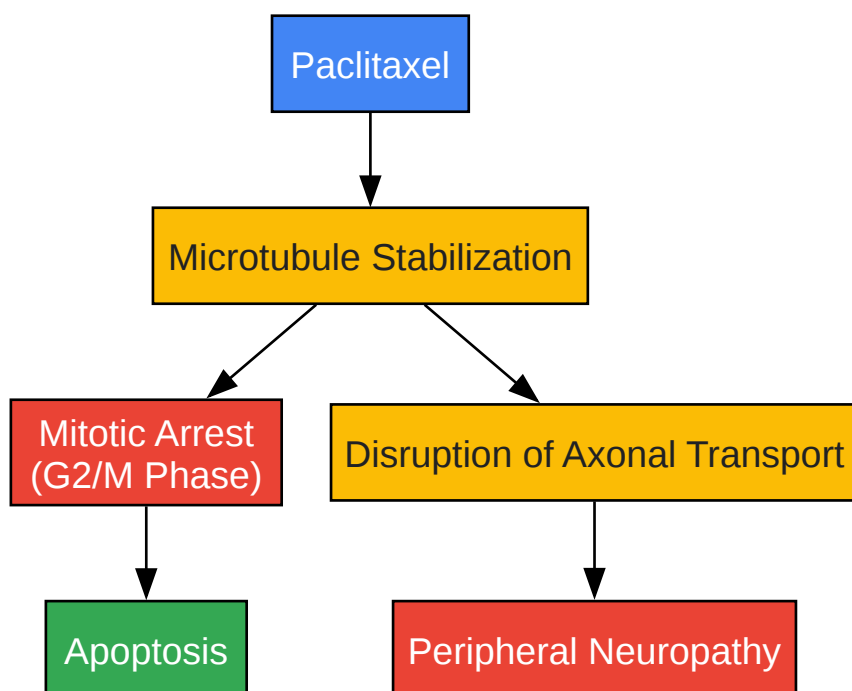 Paclitaxel
Microtubule Stabilization
Mitotic Arrest
(G2/M Phase)
Disruption of Axonal Transport
Apoptosis
Peripheral Neuropathy